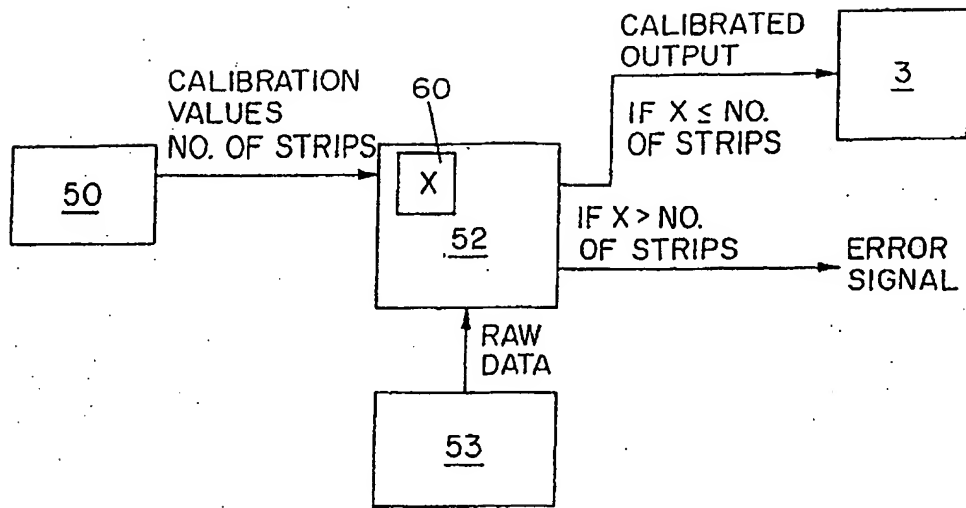 CALIBRATION
VALUES
NO. OF STRIPS
50
60
X
52
CALIBRATED
OUTPUT
IF X ≤ NO.
OF STRIPS
3
IF X > NO.
OF STRIPS
ERROR
SIGNAL
RAW
DATA
53